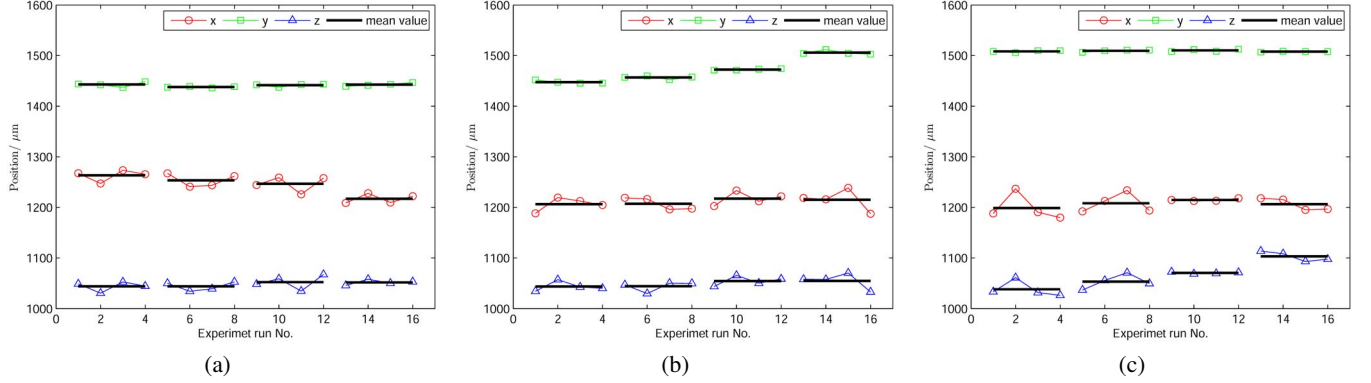 x y z mean value
1600
1500
1400
1300
1200
1100
1000
Position/ μm
0 2 4 6 8 10 12 14 16
Experimet run No.
(a)
x y z mean value
1600
1500
1400
1300
1200
1100
1000
Position/ μm
0 2 4 6 8 10 12 14 16
Experimet run No.
(b)
x y z mean value
1600
1500
1400
1300
1200
1100
1000
Position/ μm
0 2 4 6 8 10 12 14 16
Experimet run No.
(c)